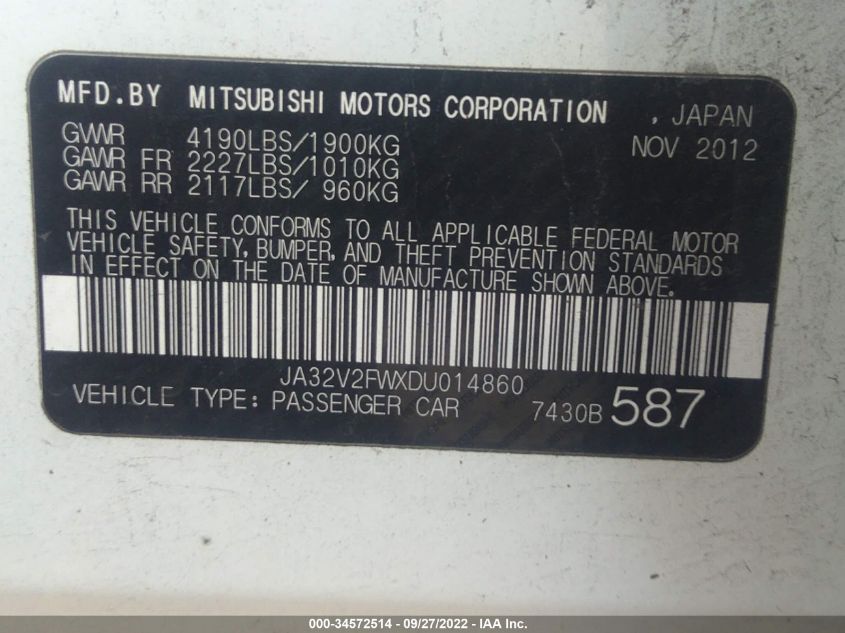 MFD.BY MITSUBISHI MOTORS CORPORATION , JAPAN
GVWR 4190LBS/1900KG NOV 2012
GAWR FR 2227LBS/1010KG
GAWR RR 2117LBS/ 960KG
THIS VEHICLE CONFORMS TO ALL APPLICABLE FEDERAL MOTOR
VEHICLE SAFETY, BUMPER, AND THEFT PREVENTION STANDARDS
IN EFFECT ON THE DATE OF MANUFACTURE SHOWN ABOVE.
JA32V2FWXDU014860
VEHICLE TYPE: PASSENGER CAR 7430B 587
000-34572514 - 09/27/2022 - IAA Inc.